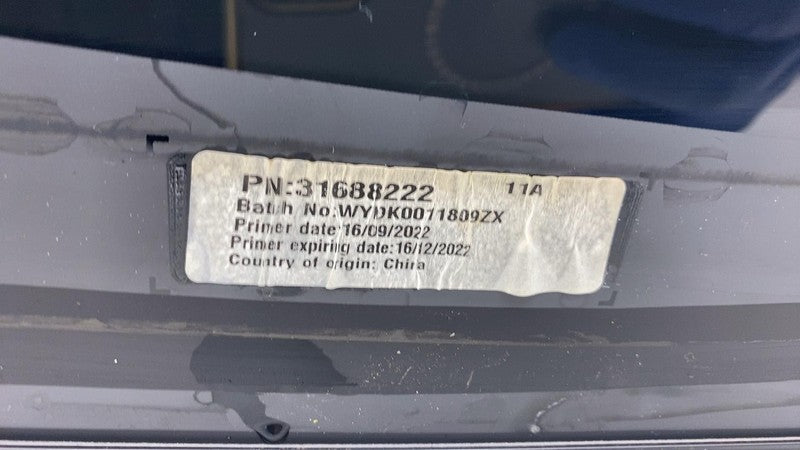 PN:31688222 11A
Batch No:WYDK0011809ZX
Primer date:16/09/2022
Primer expiring date:16/12/2022
Country of origin: China